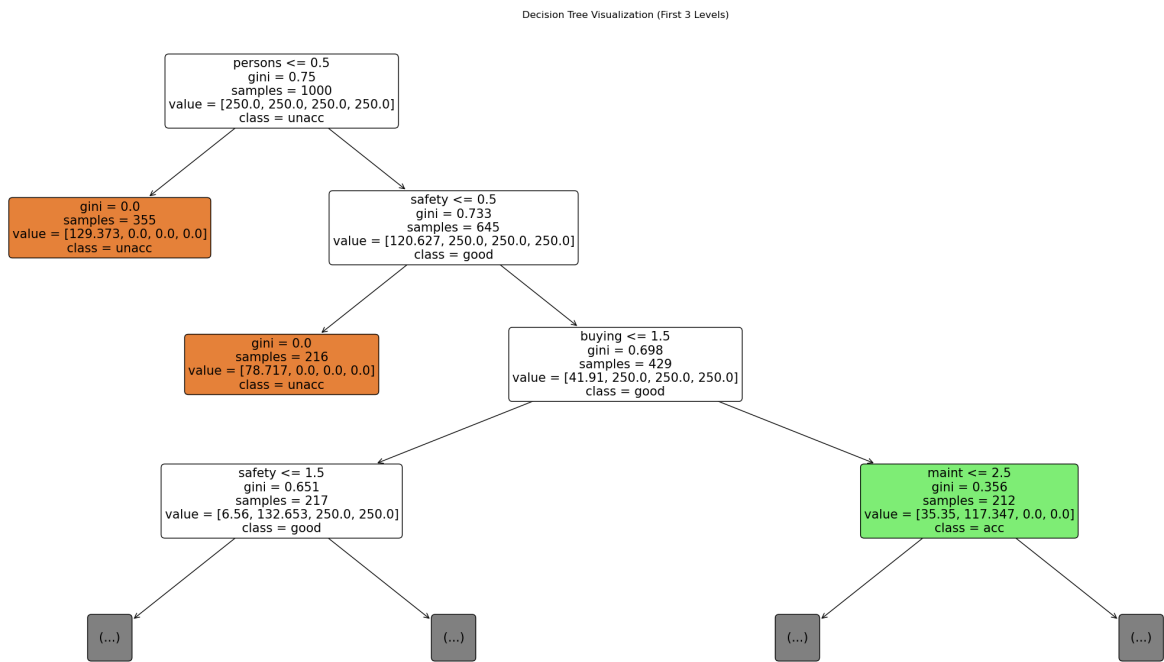 Decision Tree Visualization (First 3 Levels)
persons <= 0.5
gini = 0.75
samples = 1000
value = [250.0, 250.0, 250.0, 250.0]
class = unacc
gini = 0.0
samples = 355
value = [129.373, 0.0, 0.0, 0.0]
class = unacc
safety <= 0.5
gini = 0.733
samples = 645
value = [120.627, 250.0, 250.0, 250.0]
class = good
gini = 0.0
samples = 216
value = [78.717, 0.0, 0.0, 0.0]
class = unacc
buying <= 1.5
gini = 0.698
samples = 429
value = [41.91, 250.0, 250.0, 250.0]
class = good
safety <= 1.5
gini = 0.651
samples = 217
value = [6.56, 132.653, 250.0, 250.0]
class = good
maint <= 2.5
gini = 0.356
samples = 212
value = [35.35, 117.347, 0.0, 0.0]
class = acc
(...)
(...)
(...)
(...)